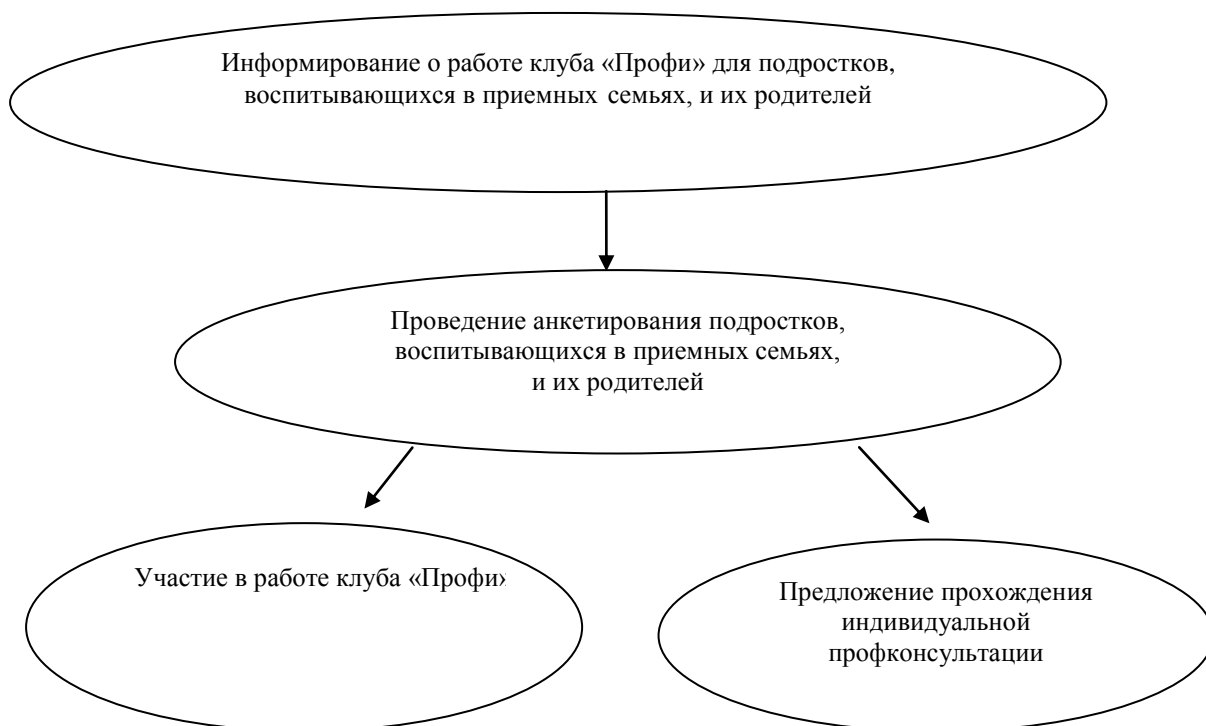 Информирование о работе клуба «Профи» для подростков,
воспитывающихся в приемных семьях, и их родителей
Проведение анкетирования подростков,
воспитывающихся в приемных семьях,
и их родителей
Участие в работе клуба «Профи»
Предложение прохождения
индивидуальной
профконсультации